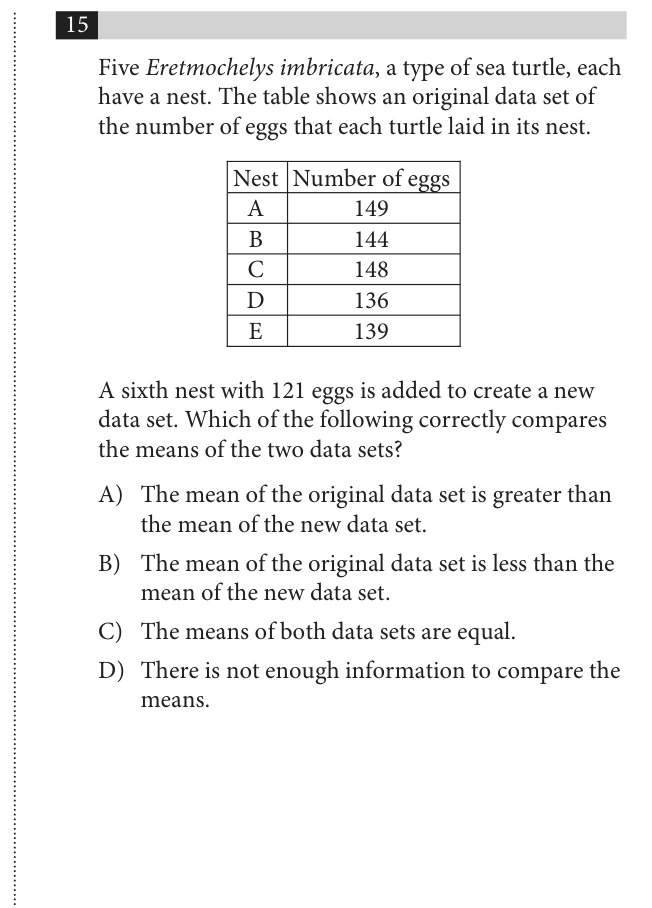 15
Five Eretmochelys imbricata, a type of sea turtle, each
have a nest. The table shows an original data set of
the number of eggs that each turtle laid in its nest.
Nest Number of eggs
A 149
B 144
C 148
D 136
E 139
A sixth nest with 121 eggs is added to create a new
data set. Which of the following correctly compares
the means of the two data sets?
A) The mean of the original data set is greater than
the mean of the new data set.
B) The mean of the original data set is less than the
mean of the new data set.
C) The means of both data sets are equal.
D) There is not enough information to compare the
means.